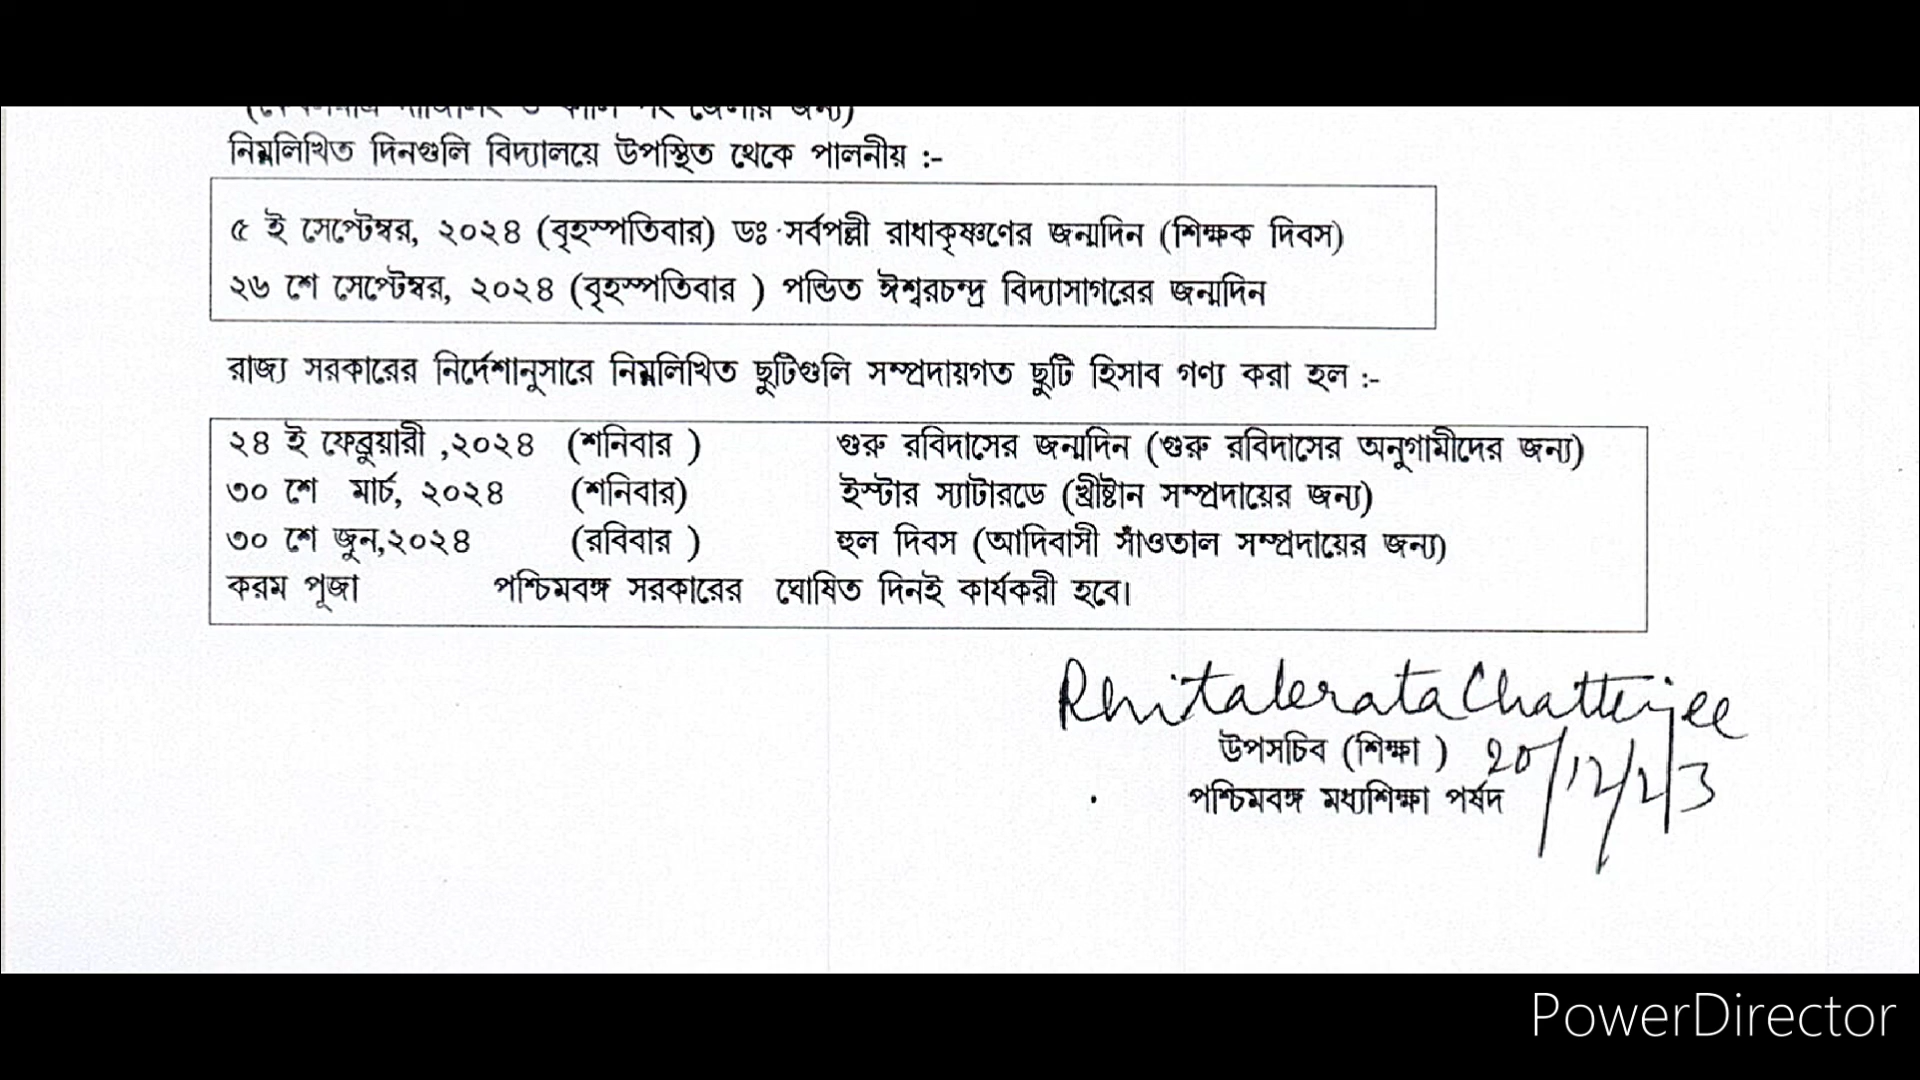 নিম্নলিখিত দিনগুলি বিদ্যালয়ে উপস্থিত থেকে পালনীয় :-
৫ ই সেপ্টেম্বর, ২০২৪ (বৃহস্পতিবার) ডঃ সর্বপল্লী রাধাকৃষ্ণণের জন্মদিন (শিক্ষক দিবস)
২৬ শে সেপ্টেম্বর, ২০২৪ (বৃহস্পতিবার ) পন্ডিত ঈশ্বরচন্দ্র বিদ্যাসাগরের জন্মদিন
রাজ্য সরকারের নির্দেশানুসারে নিম্নলিখিত ছুটিগুলি সম্প্রদায়গত ছুটি হিসাব গণ্য করা হল :-
২৪ ই ফেব্রুয়ারী ,২০২৪ (শনিবার ) গুরু রবিদাসের জন্মদিন (গুরু রবিদাসের অনুগামীদের জন্য)
৩০ শে মার্চ, ২০২৪ (শনিবার) ইস্টার স্যাটারডে (খ্রীষ্টান সম্প্রদায়ের জন্য)
৩০ শে জুন,২০২৪ (রবিবার ) হুল দিবস (আদিবাসী সাঁওতাল সম্প্রদায়ের জন্য)
করম পূজা পশ্চিমবঙ্গ সরকারের ঘোষিত দিনই কার্যকরী হবে।
Chatterjee
উপসচিব (শিক্ষা ) 20/12/23
পশ্চিমবঙ্গ মধ্যশিক্ষা পর্ষদ
PowerDirector